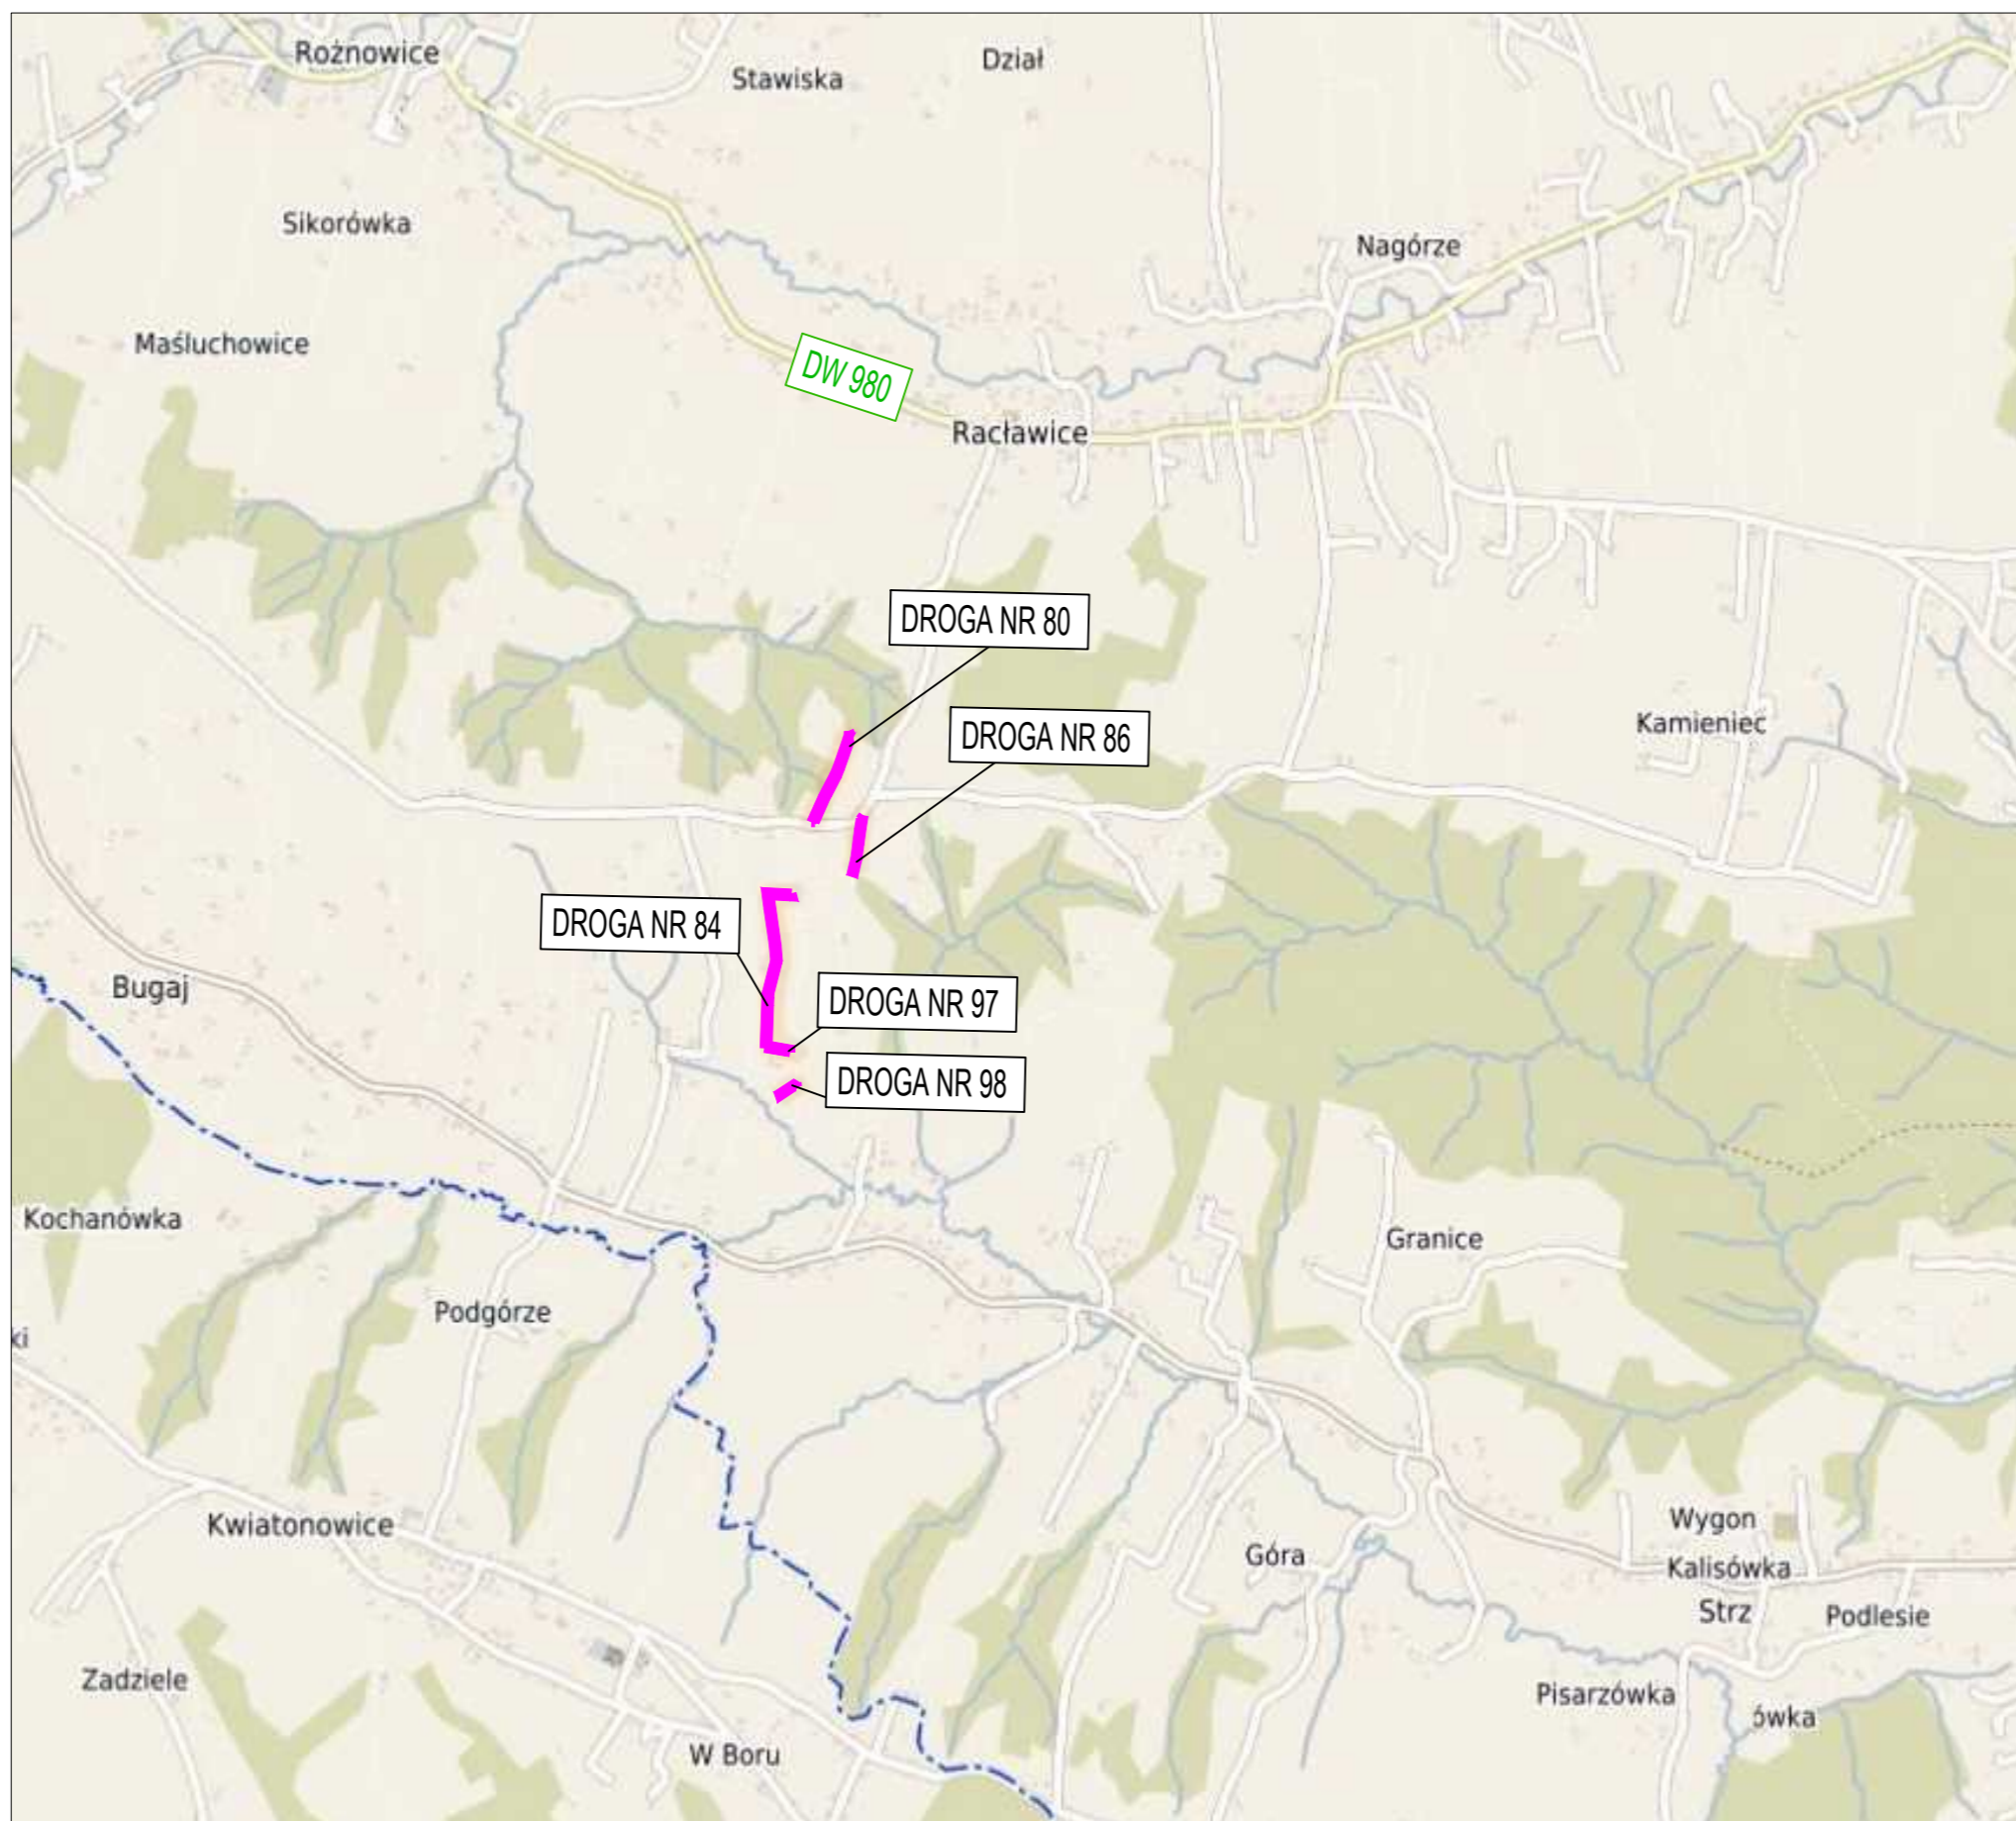 Rożnowice
Dział
Stawiska
Sikorówka
Nagórze
Maśluchowice
DW 980
Racławice
DROGA NR 80
DROGA NR 86
Kamieniec
DROGA NR 84
Bugaj
DROGA NR 97
DROGA NR 98
Kochanówka
Granice
Podgórze
ki
Wygon
Kwiatonowice
Góra
Kalisówka
Strz
Podlesie
Zadziele
Pisarzówka
ówka
W Boru